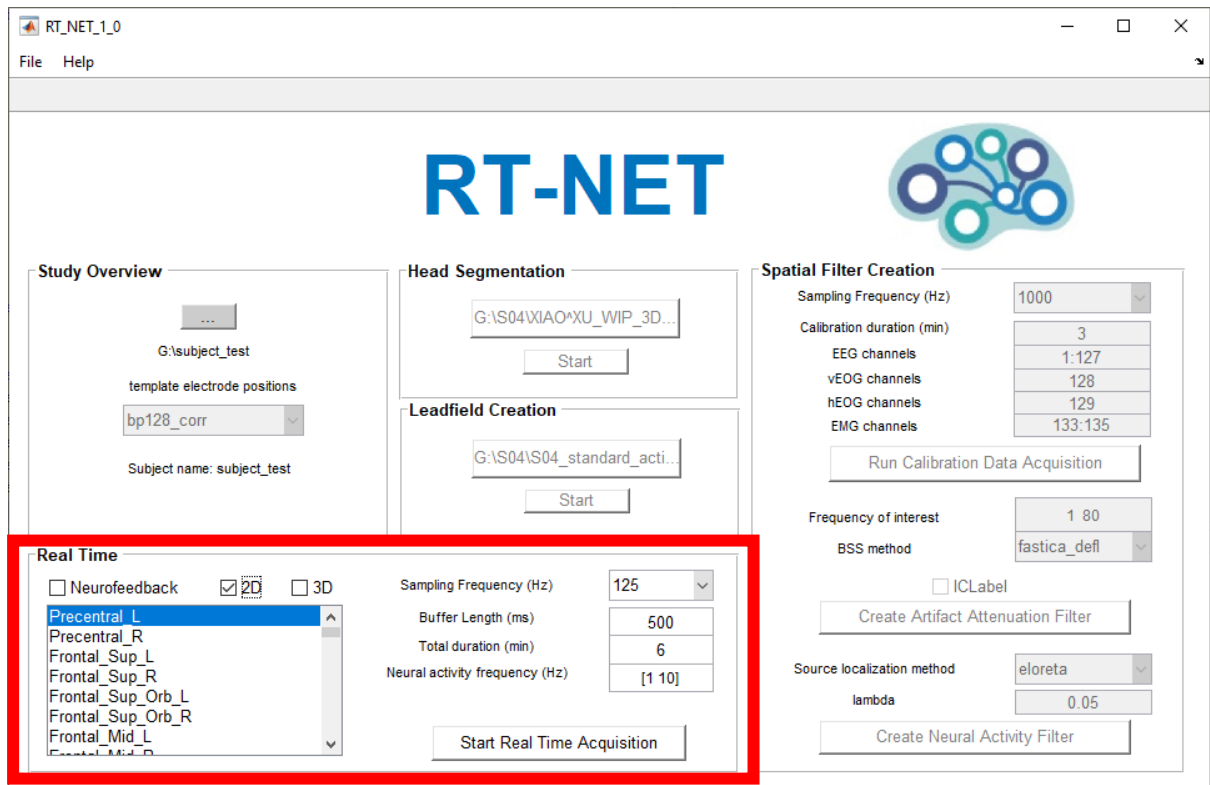 RT_NET_1_0
File Help
RT-NET
Study Overview
...
G:\subject_test
template electrode positions
bp128_corr
Subject name: subject_test
Head Segmentation
G:\S04\XIAO^XU_WIP_3D...
Start
Leadfield Creation
G:\S04\S04_standard_acti...
Start
Spatial Filter Creation
Sampling Frequency (Hz) 1000
Calibration duration (min) 3
EEG channels 1:127
vEOG channels 128
hEOG channels 129
EMG channels 133:135
Run Calibration Data Acquisition
Frequency of interest 1 80
BSS method fastica_defl
ICLabel
Create Artifact Attenuation Filter
Source localization method eloreta
lambda 0.05
Create Neural Activity Filter
Real Time
Neurofeedback 2D 3D
Precentral_L
Precentral_R
Frontal_Sup_L
Frontal_Sup_R
Frontal_Sup_Orb_L
Frontal_Sup_Orb_R
Frontal_Mid_L
Frontal_Mid_R
Sampling Frequency (Hz) 125
Buffer Length (ms) 500
Total duration (min) 6
Neural activity frequency (Hz) [1 10]
Start Real Time Acquisition